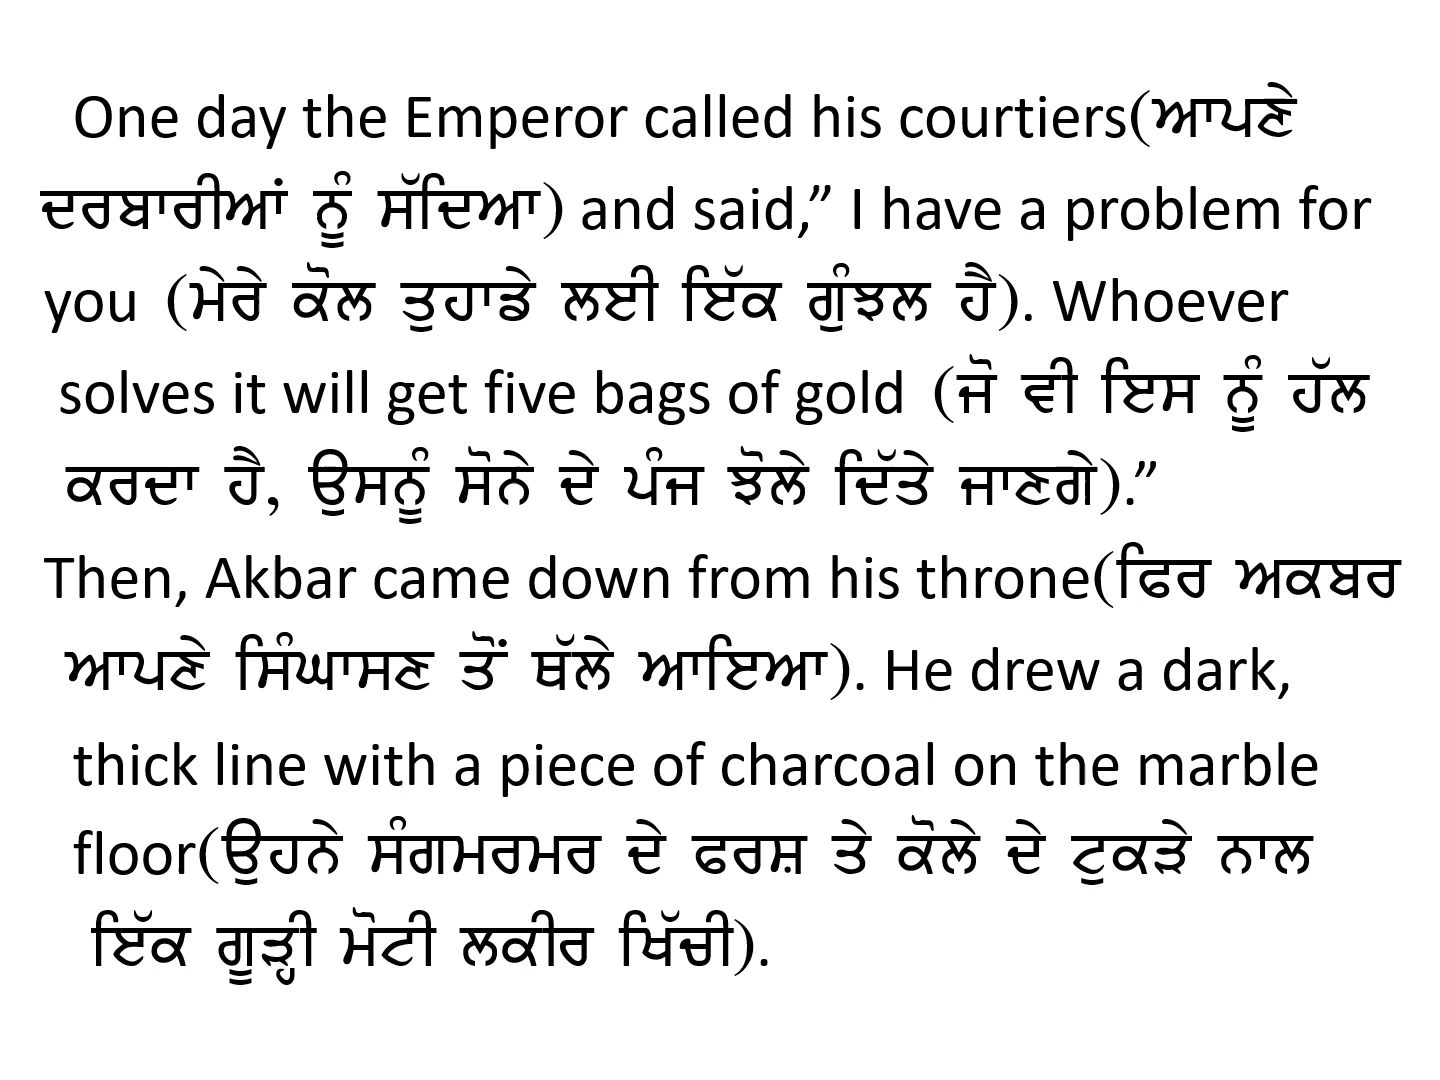 One day the Emperor called his courtiers(ਆਪਣੇ
ਦਰਬਾਰੀਆਂ ਨੂੰ ਸੱਦਿਆ) and said,” I have a problem for
you (ਮੇਰੇ ਕੋਲ ਤੁਹਾਡੇ ਲਈ ਇੱਕ ਗੁੰਝਲ ਹੈ). Whoever
solves it will get five bags of gold (ਜੋ ਵੀ ਇਸ ਨੂੰ ਹੱਲ
ਕਰਦਾ ਹੈ, ਉਸਨੂੰ ਸੋਨੇ ਦੇ ਪੰਜ ਝੋਲੇ ਦਿੱਤੇ ਜਾਣਗੇ).”
Then, Akbar came down from his throne(ਫਿਰ ਅਕਬਰ
ਆਪਣੇ ਸਿੰਘਾਸਣ ਤੋਂ ਥੱਲੇ ਆਇਆ). He drew a dark,
thick line with a piece of charcoal on the marble
floor(ਉਹਨੇ ਸੰਗਮਰਮਰ ਦੇ ਫਰਸ਼ ਤੇ ਕੋਲੇ ਦੇ ਟੁਕੜੇ ਨਾਲ
ਇੱਕ ਗੂੜ੍ਹੀ ਮੋਟੀ ਲਕੀਰ ਖਿੱਚੀ).